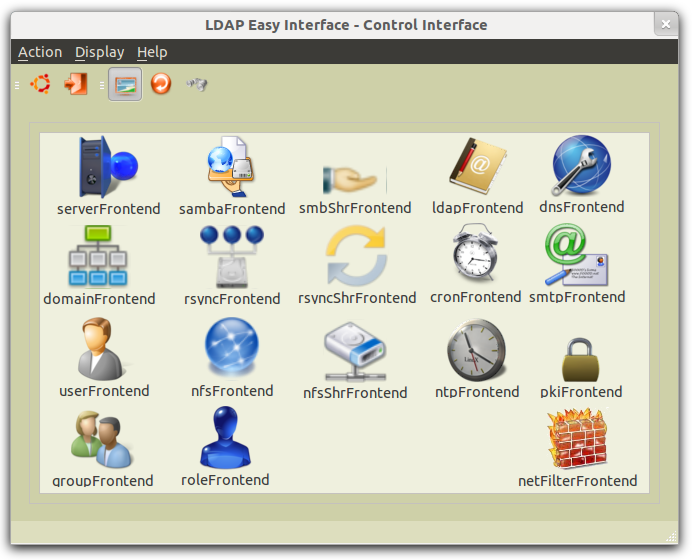 LDAP Easy Interface - Control Interface
Action Display Help
serverFrontend sambaFrontend smbShrFrontend ldapFrontend dnsFrontend
domainFrontend rsyncFrontend rsyncShrFrontend cronFrontend smtpFrontend
userFrontend nfsFrontend nfsShrFrontend ntpFrontend pkiFrontend
groupFrontend roleFrontend netFilterFrontend